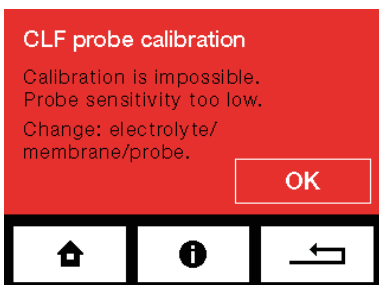 CLF probe calibration
Calibration is impossible.
Probe sensitivity too low.
Change: electrolyte/
membrane/probe.
OK